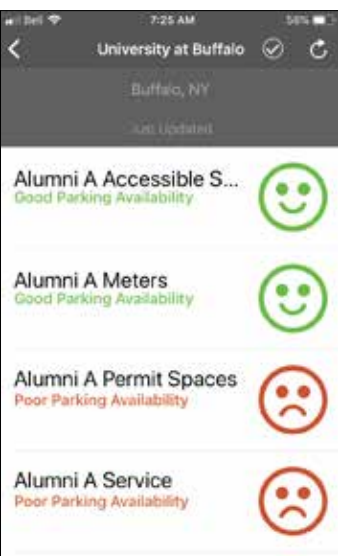 Bell 7:25 AM 56%
University at Buffalo
Buffalo, NY
Just Updated
Alumni A Accessible S...
Good Parking Availability
Alumni A Meters
Good Parking Availability
Alumni A Permit Spaces
Poor Parking Availability
Alumni A Service
Poor Parking Availability